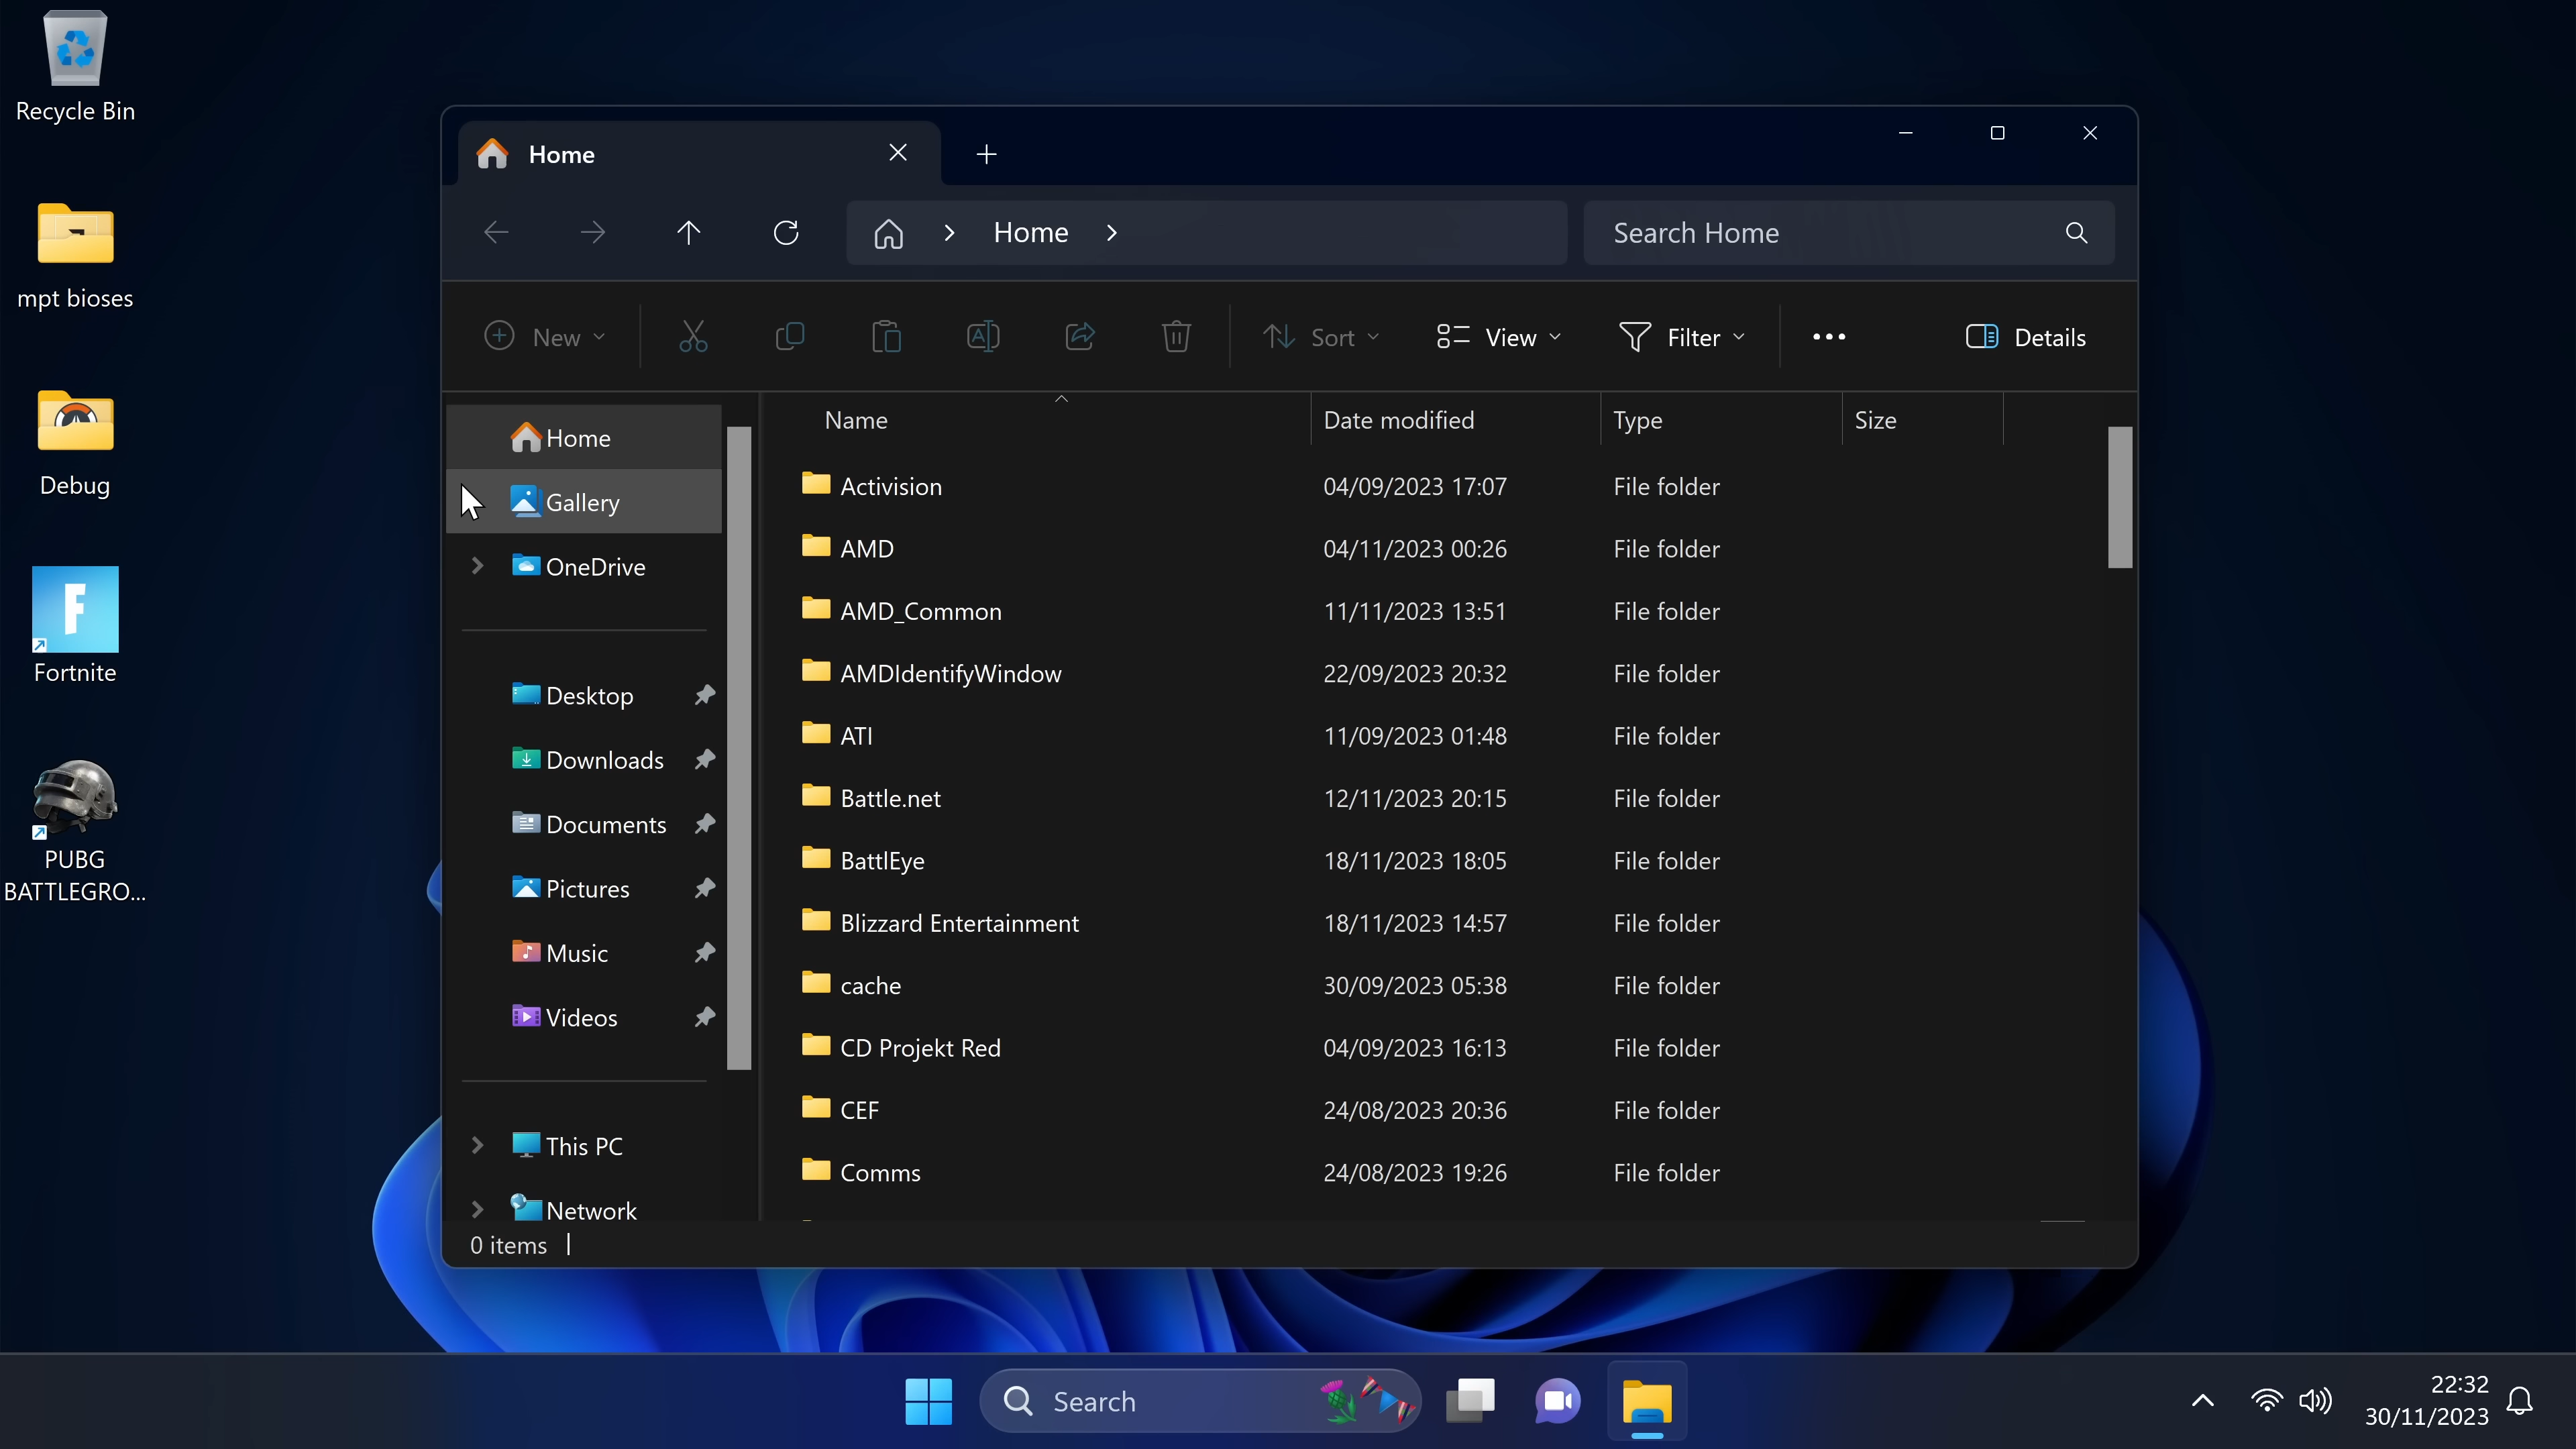 Recycle Bin
mpt bioses
Debug
F
Fortnite
PUBG
BATTLEGRO...
Home
Home
Search Home
New
A
Sort
View
Filter
Details
Home
Gallery
OneDrive
Desktop
Downloads
Documents
Pictures
Music
Videos
This PC
Network
Name Date modified Type Size
Activision 04/09/2023 17:07 File folder
AMD 04/11/2023 00:26 File folder
AMD_Common 11/11/2023 13:51 File folder
AMDIdentifyWindow 22/09/2023 20:32 File folder
ATI 11/09/2023 01:48 File folder
Battle.net 12/11/2023 20:15 File folder
BattlEye 18/11/2023 18:05 File folder
Blizzard Entertainment 18/11/2023 14:57 File folder
cache 30/09/2023 05:38 File folder
CD Projekt Red 04/09/2023 16:13 File folder
CEF 24/08/2023 20:36 File folder
Comms 24/08/2023 19:26 File folder
0 items
Search
22:32
30/11/2023